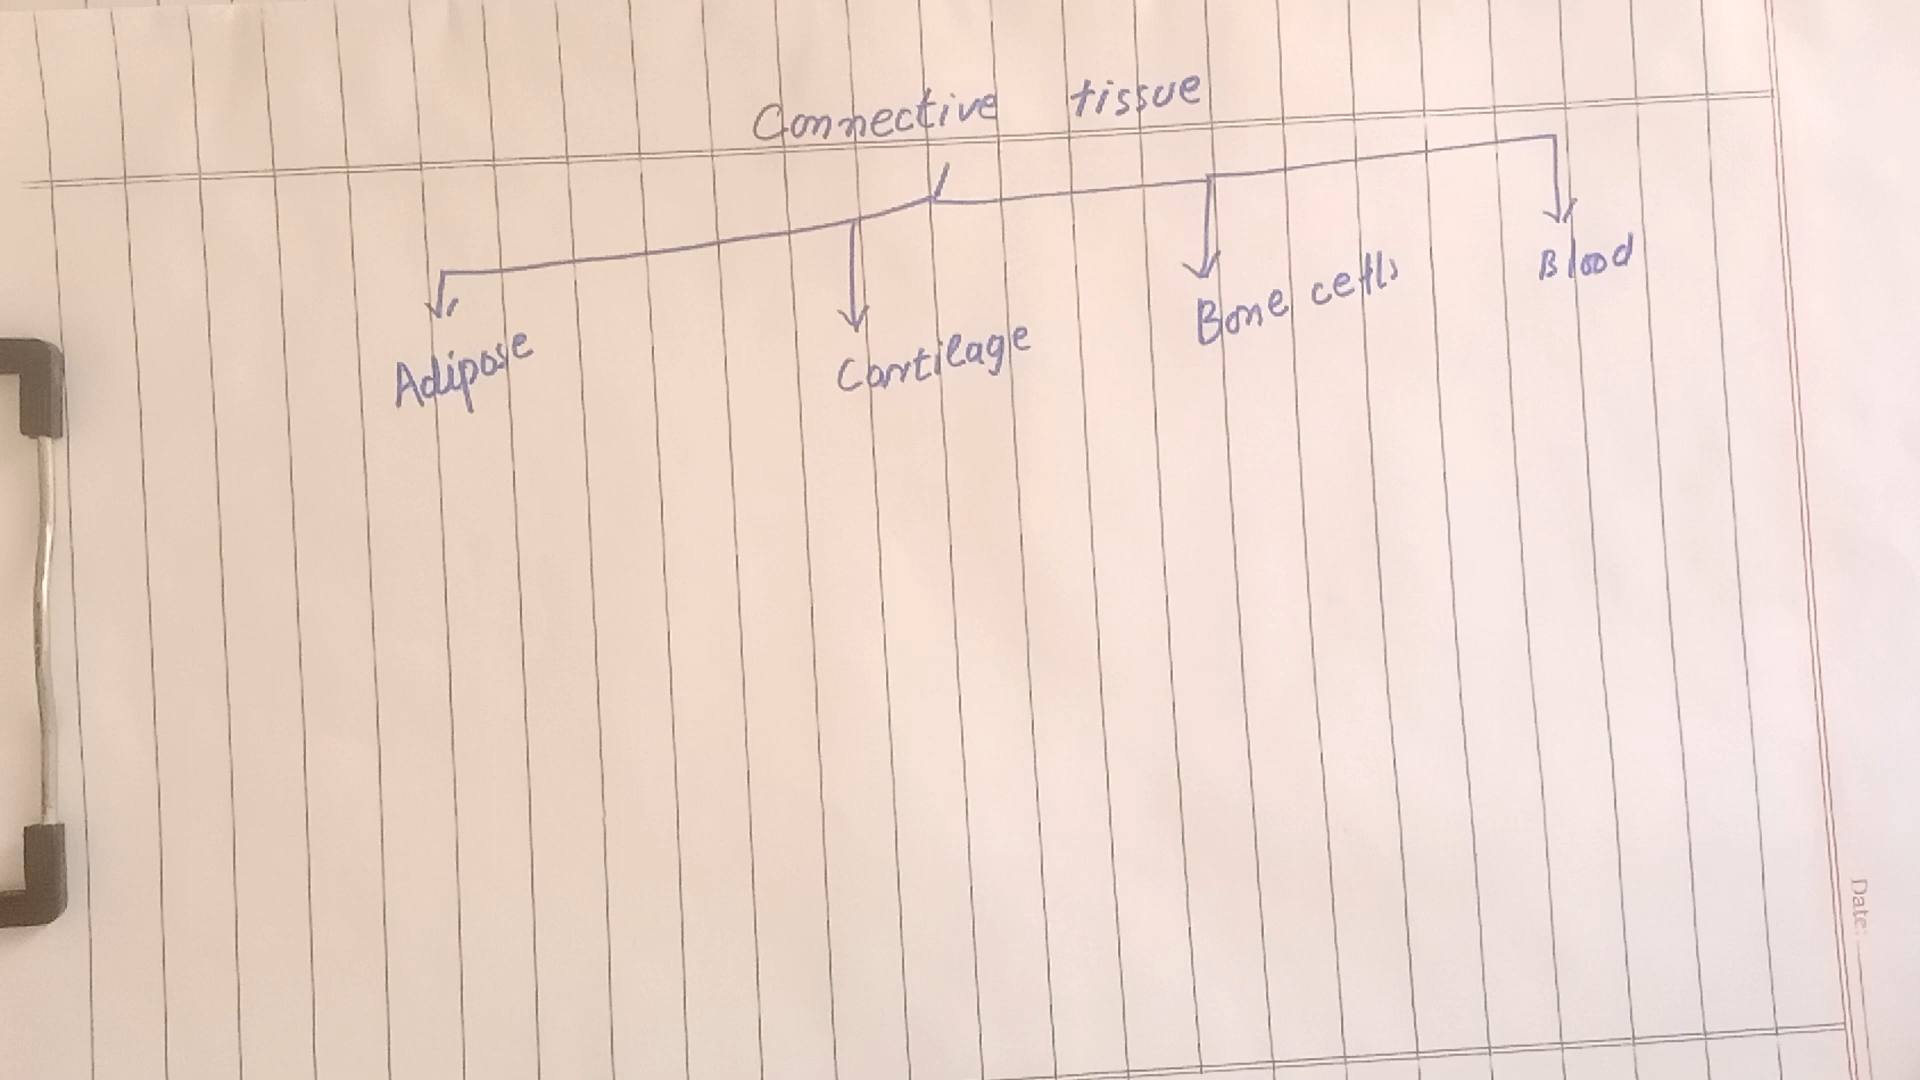 Connective tissue
Adipose
Cartilage
Bone cells
Blood
Date: